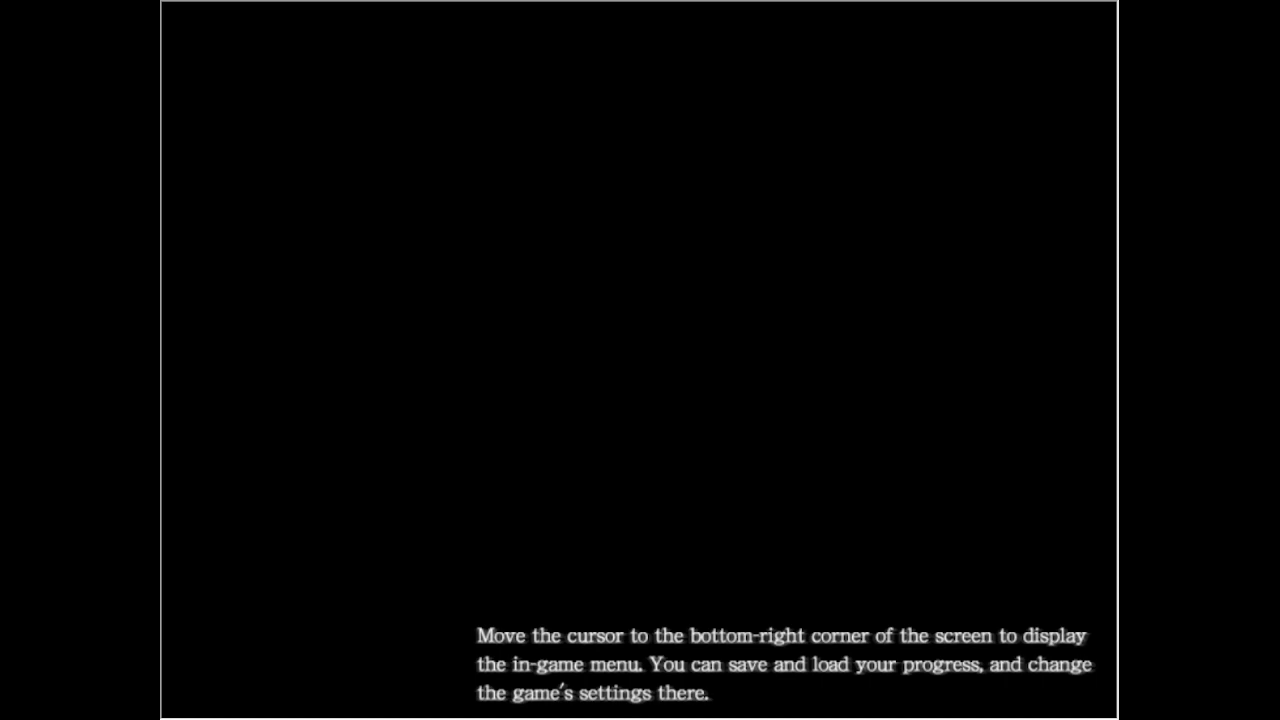 Move the cursor to the bottom-right corner of the screen to display
the in-game menu. You can save and load your progress, and change
the game's settings there.